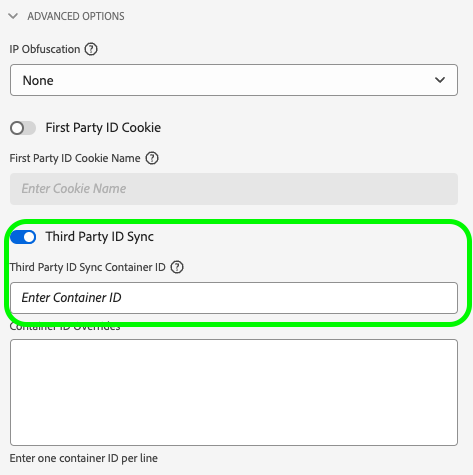 ADVANCED OPTIONS
IP Obfuscation ?
None
First Party ID Cookie
First Party ID Cookie Name ?
Enter Cookie Name
Third Party ID Sync
Third Party ID Sync Container ID ?
Enter Container ID
Container ID Overrides
Enter one container ID per line